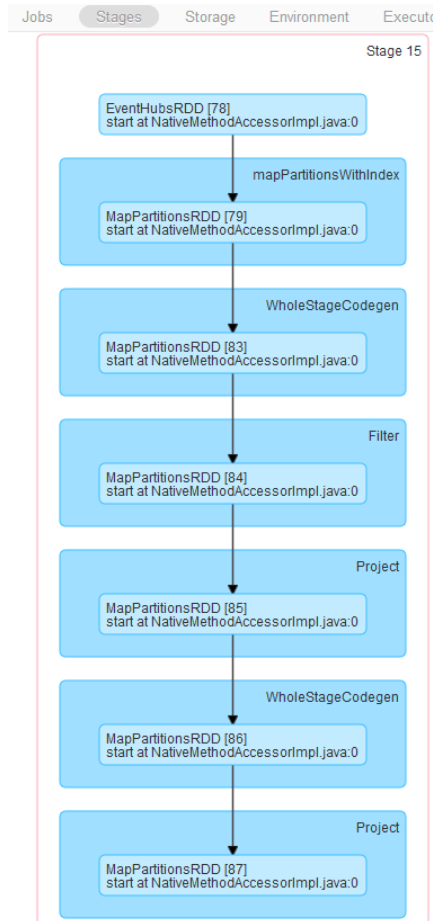 Jobs Stages Storage Environment Executo
Stage 15
EventHubsRDD [78]
start at NativeMethodAccessorImpl.java:0
mapPartitionsWithIndex
MapPartitionsRDD [79]
start at NativeMethodAccessorImpl.java:0
WholeStageCodegen
MapPartitionsRDD [83]
start at NativeMethodAccessorImpl.java:0
Filter
MapPartitionsRDD [84]
start at NativeMethodAccessorImpl.java:0
Project
MapPartitionsRDD [85]
start at NativeMethodAccessorImpl.java:0
WholeStageCodegen
MapPartitionsRDD [86]
start at NativeMethodAccessorImpl.java:0
Project
MapPartitionsRDD [87]
start at NativeMethodAccessorImpl.java:0